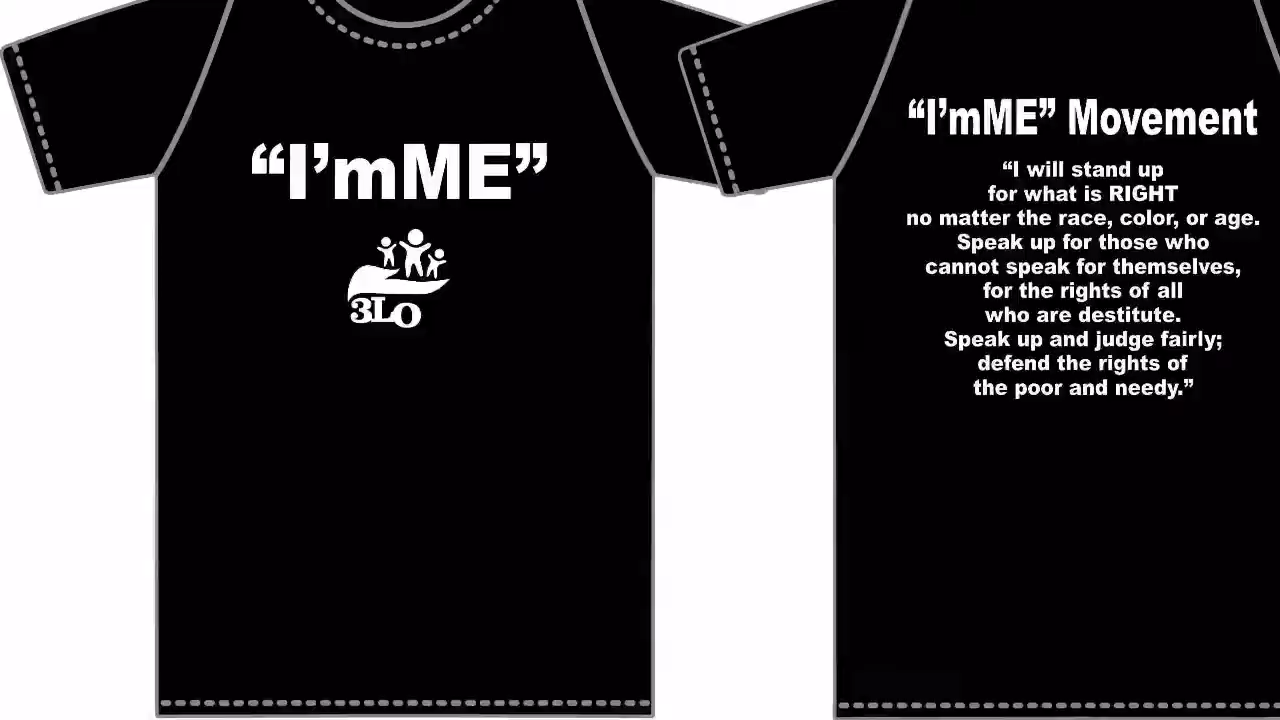 “I’mME”
3LO
“I’mME” Movement
“I will stand up
for what is RIGHT
no matter the race, color, or age.
Speak up for those who
cannot speak for themselves,
for the rights of all
who are destitute.
Speak up and judge fairly;
defend the rights of
the poor and needy.”